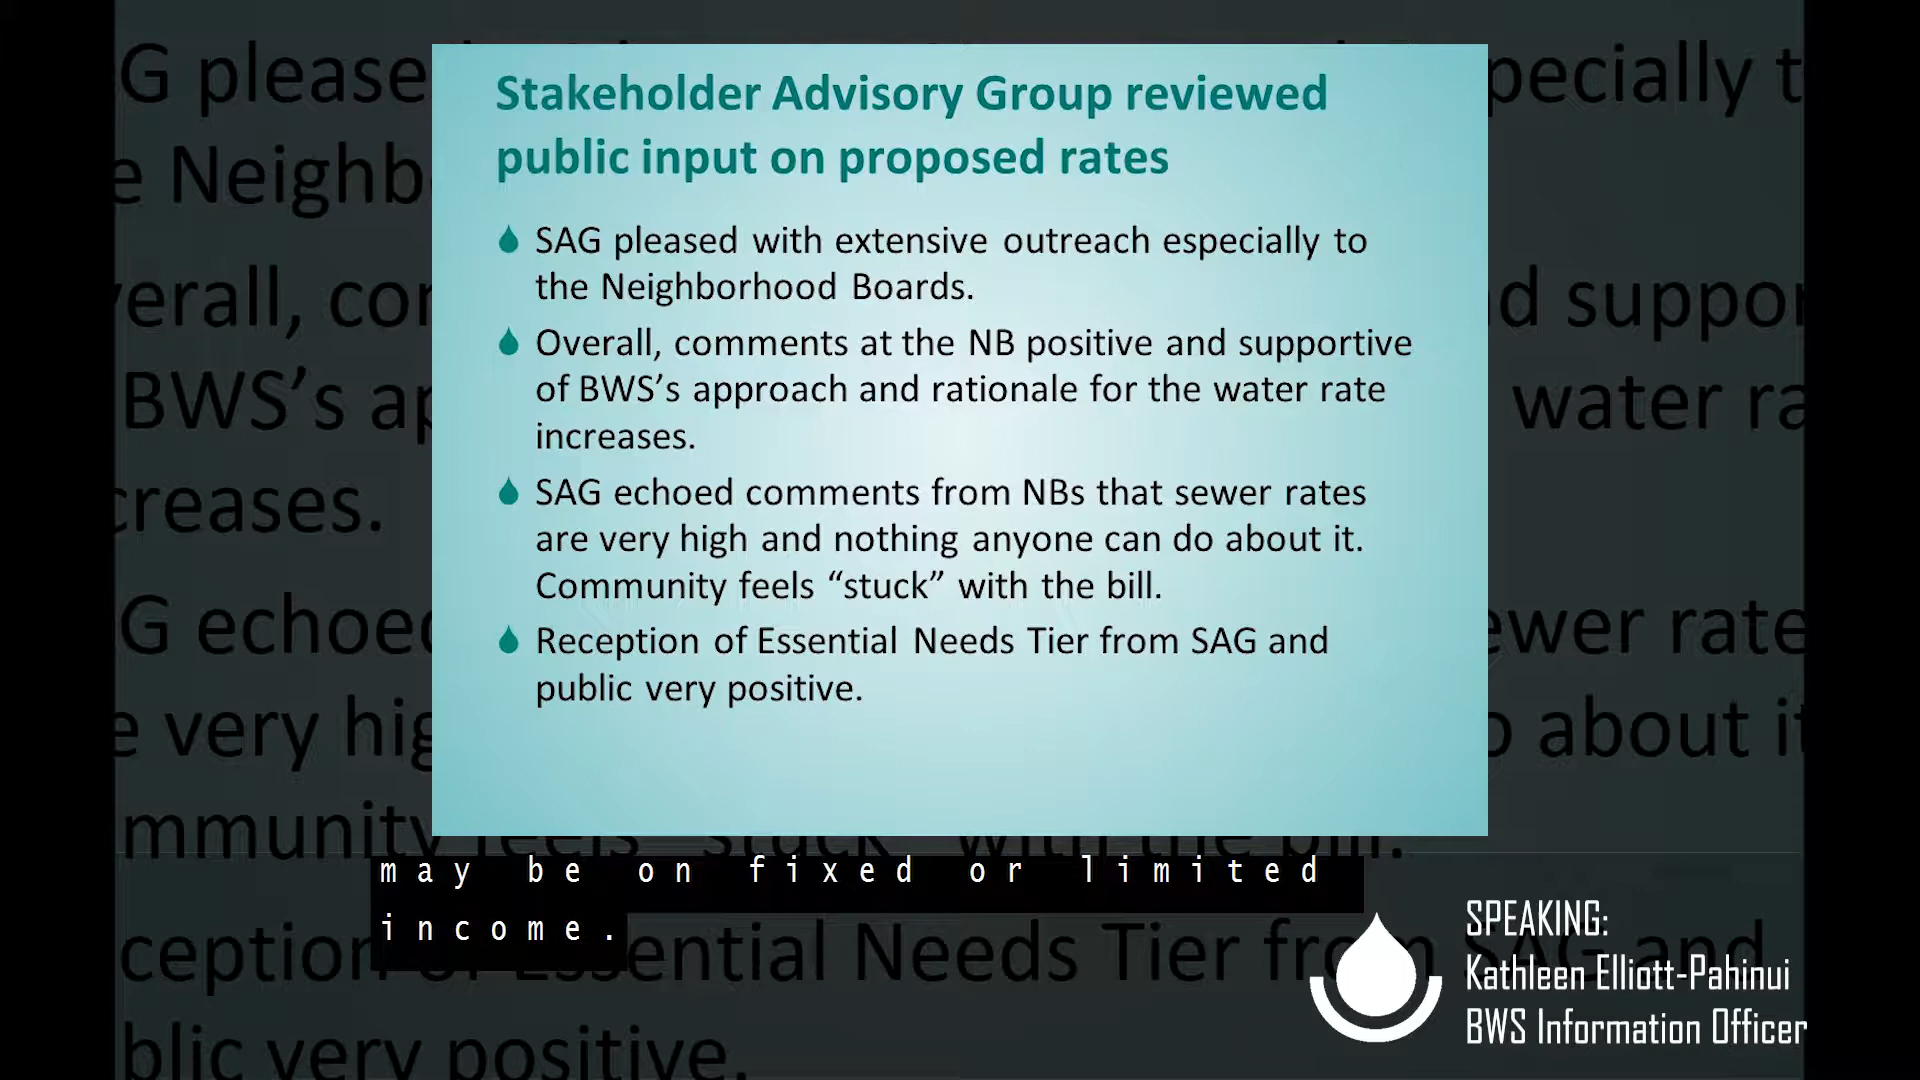 Stakeholder Advisory Group reviewed
public input on proposed rates
SAG pleased with extensive outreach especially to
the Neighborhood Boards.
Overall, comments at the NB positive and supportive
of BWS’s approach and rationale for the water rate
increases.
SAG echoed comments from NBs that sewer rates
are very high and nothing anyone can do about it.
Community feels “stuck” with the bill.
Reception of Essential Needs Tier from SAG and
public very positive.
may be on fixed or limited
income.
SPEAKING:
Kathleen Elliott-Pahinui
BWS Information Officer